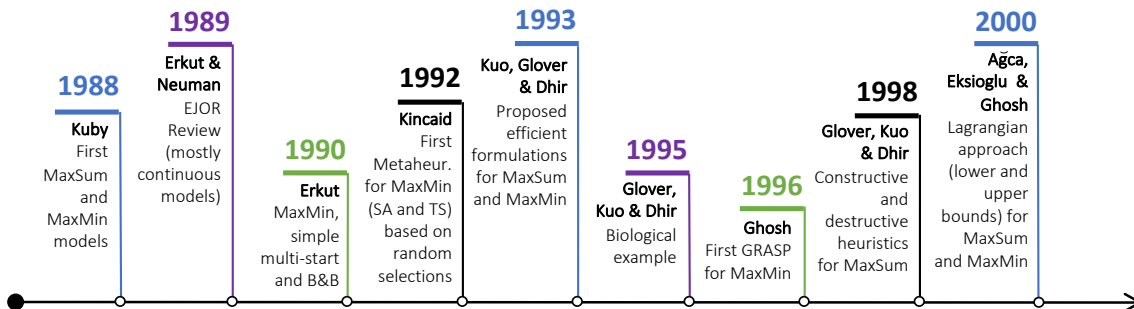 1988
Kuby
First
MaxSum
and
MaxMin
models
1989
Erkut &
Neuman
EJOR
Review
(mostly
continuous
models)
1990
Erkut
MaxMin,
simple
multi-start
and B&B
1992
Kincaid
First
Metaheur.
for MaxMin
(SA and TS)
based on
random
selections
1993
Kuo, Glover
& Dhir
Proposed
efficient
formulations
for MaxSum
and MaxMin
1995
Glover,
Kuo & Dhir
Biological
example
1996
Ghosh
First GRASP
for MaxMin
1998
Glover, Kuo
& Dhir
Constructive
and
destructive
heuristics
for MaxSum
2000
Ağca,
Eksioglu &
Ghosh
Lagrangian
approach
(lower and
upper
bounds) for
MaxSum
and MaxMin